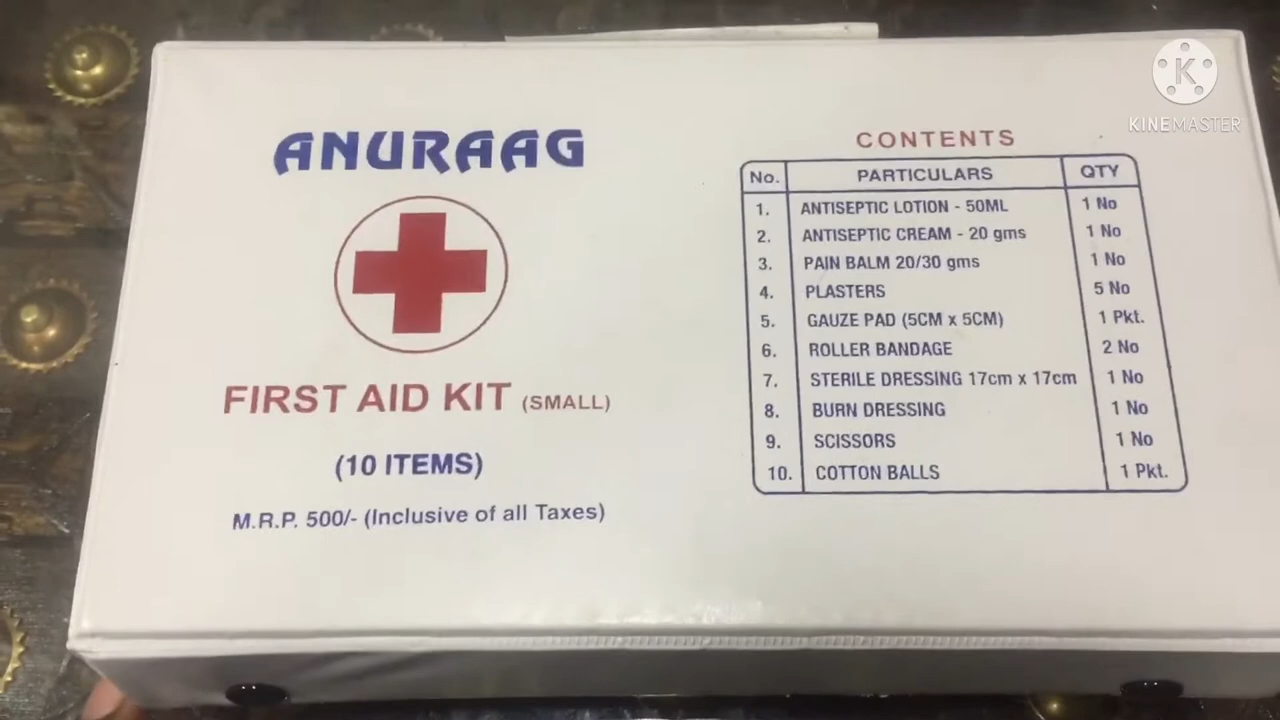 ANURAAG
FIRST AID KIT (SMALL)
(10 ITEMS)
M.R.P. 500/- (Inclusive of all Taxes)
CONTENTS
No. PARTICULARS QTY
1. ANTISEPTIC LOTION - 50ML 1 No
2. ANTISEPTIC CREAM - 20 gms 1 No
3. PAIN BALM 20/30 gms 1 No
4. PLASTERS 5 No
5. GAUZE PAD (5CM x 5CM) 1 Pkt.
6. ROLLER BANDAGE 2 No
7. STERILE DRESSING 17cm x 17cm 1 No
8. BURN DRESSING 1 No
9. SCISSORS 1 No
10. COTTON BALLS 1 Pkt.
K
KINEMASTER